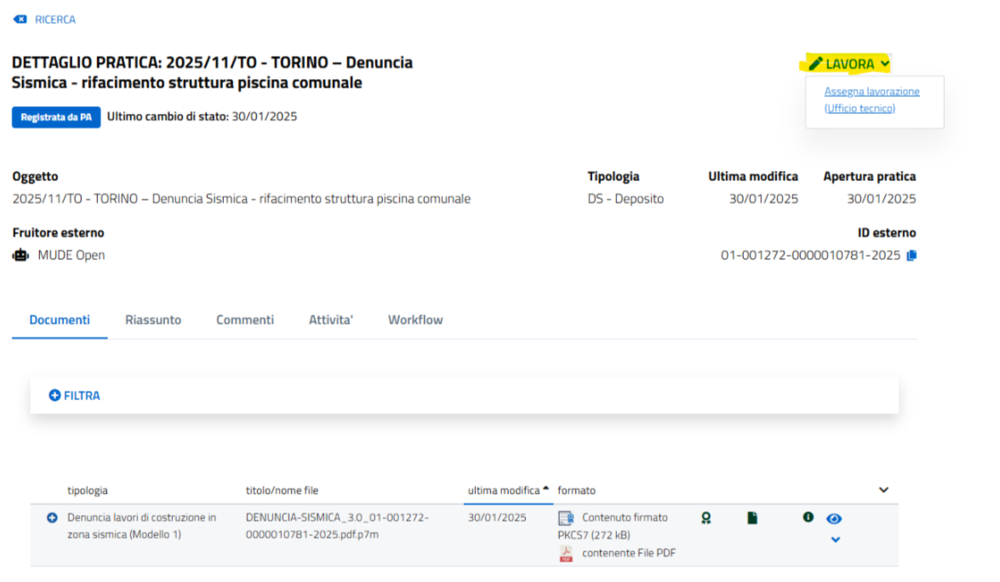 RICERCA
DETTAGLIO PRATICA: 2025/11/TO - TORINO – Denuncia
Sismica - rifacimento struttura piscina comunale
LAVORA
Assegna lavorazione
(Ufficio tecnico)
Registrata da PA Ultimo cambio di stato: 30/01/2025
Oggetto Tipologia Ultima modifica Apertura pratica
2025/11/TO - TORINO – Denuncia Sismica - rifacimento struttura piscina comunale DS - Deposito 30/01/2025 30/01/2025
Fruitore esterno ID esterno
MUDE Open 01-001272-0000010781-2025
Documenti Riassunto Commenti Attivita' Workflow
FILTRA
tipologia titolo/nome file ultima modifica formato
Denuncia lavori di costruzione in DENUNCIA-SISMICA_3.0_01-001272- 30/01/2025 Contenuto firmato
zona sismica (Modello 1) 0000010781-2025.pdf.p7m PKCS7 (272 kB)
PDF contenente File PDF